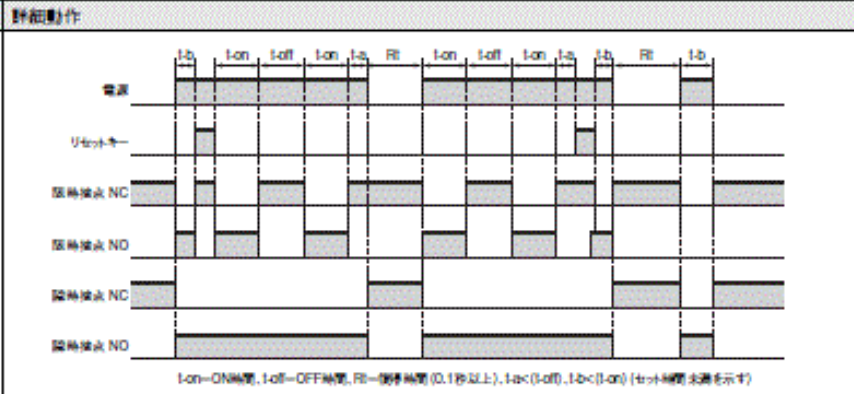 詳細動作
t-b t-on t-off t-on t-a Rt t-on t-off t-on t-a t-b Rt t-b
電源
リセットキー
限時接点 NC
限時接点 NO
瞬時接点 NC
瞬時接点 NO
t-on=ON時間, t-off=OFF時間, Rt=復帰時間(0.1秒以上), t-a<(t-off), t-b<(t-on) (セット時間未満を示す)